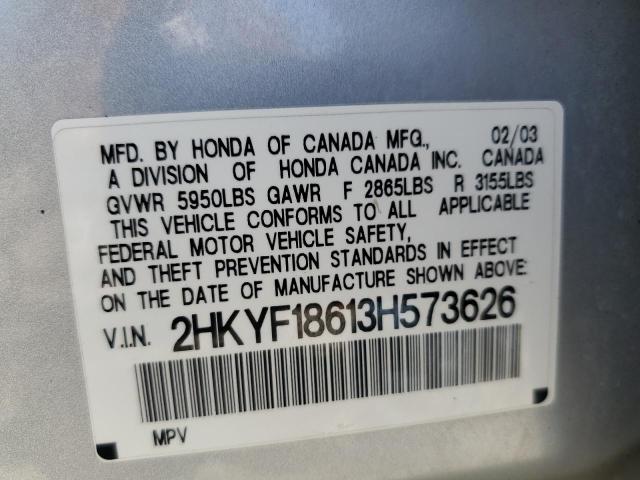 MFD. BY HONDA OF CANADA MFG., 02/03
A DIVISION OF HONDA CANADA INC. CANADA
GVWR 5950LBS GAWR F 2865LBS R 3155LBS
THIS VEHICLE CONFORMS TO ALL APPLICABLE
FEDERAL MOTOR VEHICLE SAFETY,
AND THEFT PREVENTION STANDARDS IN EFFECT
ON THE DATE OF MANUFACTURE SHOWN ABOVE:
V.I.N. 2HKYF18613H573626
MPV